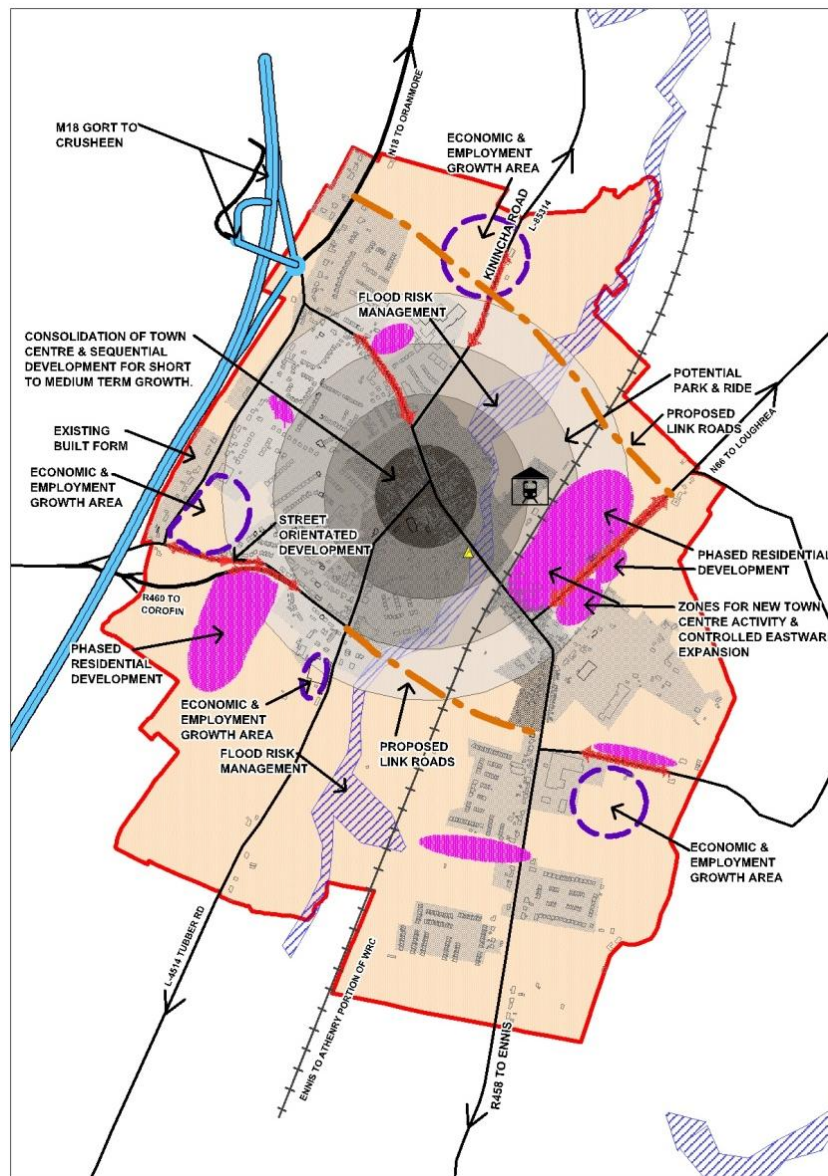 M18 GORT TO
CRUSHEEN
N18 TO ORANMORE
ECONOMIC &
EMPLOYMENT
GROWTH AREA
KININCHA ROAD
L-85314
FLOOD RISK
MANAGEMENT
CONSOLIDATION OF TOWN
CENTRE & SEQUENTIAL
DEVELOPMENT FOR SHORT
TO MEDIUM TERM GROWTH.
POTENTIAL
PARK & RIDE
PROPOSED
LINK ROADS
N66 TO LOUGHREA
EXISTING
BUILT FORM
ECONOMIC &
EMPLOYMENT
GROWTH AREA
STREET
ORIENTATED
DEVELOPMENT
PHASED RESIDENTIAL
DEVELOPMENT
R460 TO
COROFIN
ZONES FOR NEW TOWN
CENTRE ACTIVITY &
CONTROLLED EASTWARD
EXPANSION
PHASED
RESIDENTIAL
DEVELOPMENT
ECONOMIC &
EMPLOYMENT
GROWTH AREA
FLOOD RISK
MANAGEMENT
PROPOSED
LINK ROADS
ECONOMIC &
EMPLOYMENT
GROWTH AREA
L-4514 TUBBER RD
ENNIS TO ATHENRY PORTION OF WRC
R458 TO ENNIS